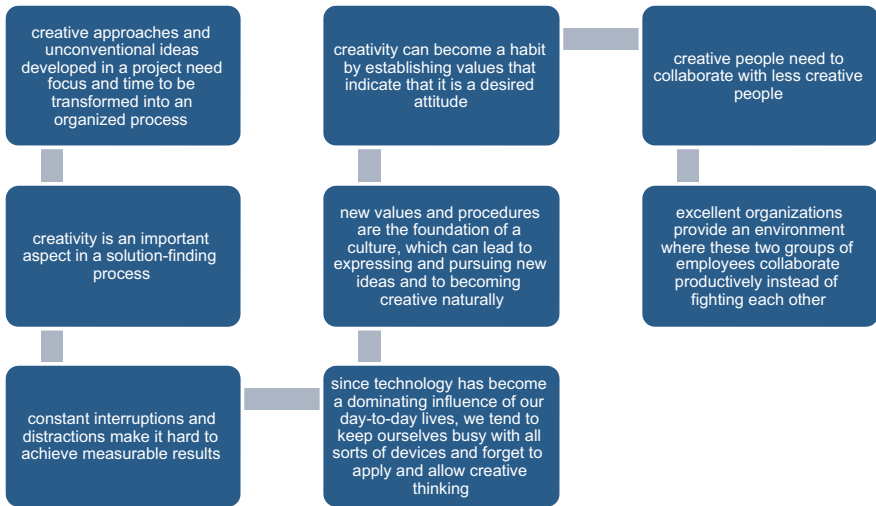 creative approaches and
unconventional ideas
developed in a project need
focus and time to be
transformed into an
organized process
creativity is an important
aspect in a solution-finding
process
constant interruptions and
distractions make it hard to
achieve measurable results
since technology has become
a dominating influence of our
day-to-day lives, we tend to
keep ourselves busy with all
sorts of devices and forget to
apply and allow creative
thinking
new values and procedures
are the foundation of a
culture, which can lead to
expressing and pursuing new
ideas and to becoming
creative naturally
creativity can become a habit
by establishing values that
indicate that it is a desired
attitude
creative people need to
collaborate with less creative
people
excellent organizations
provide an environment
where these two groups of
employees collaborate
productively instead of
fighting each other